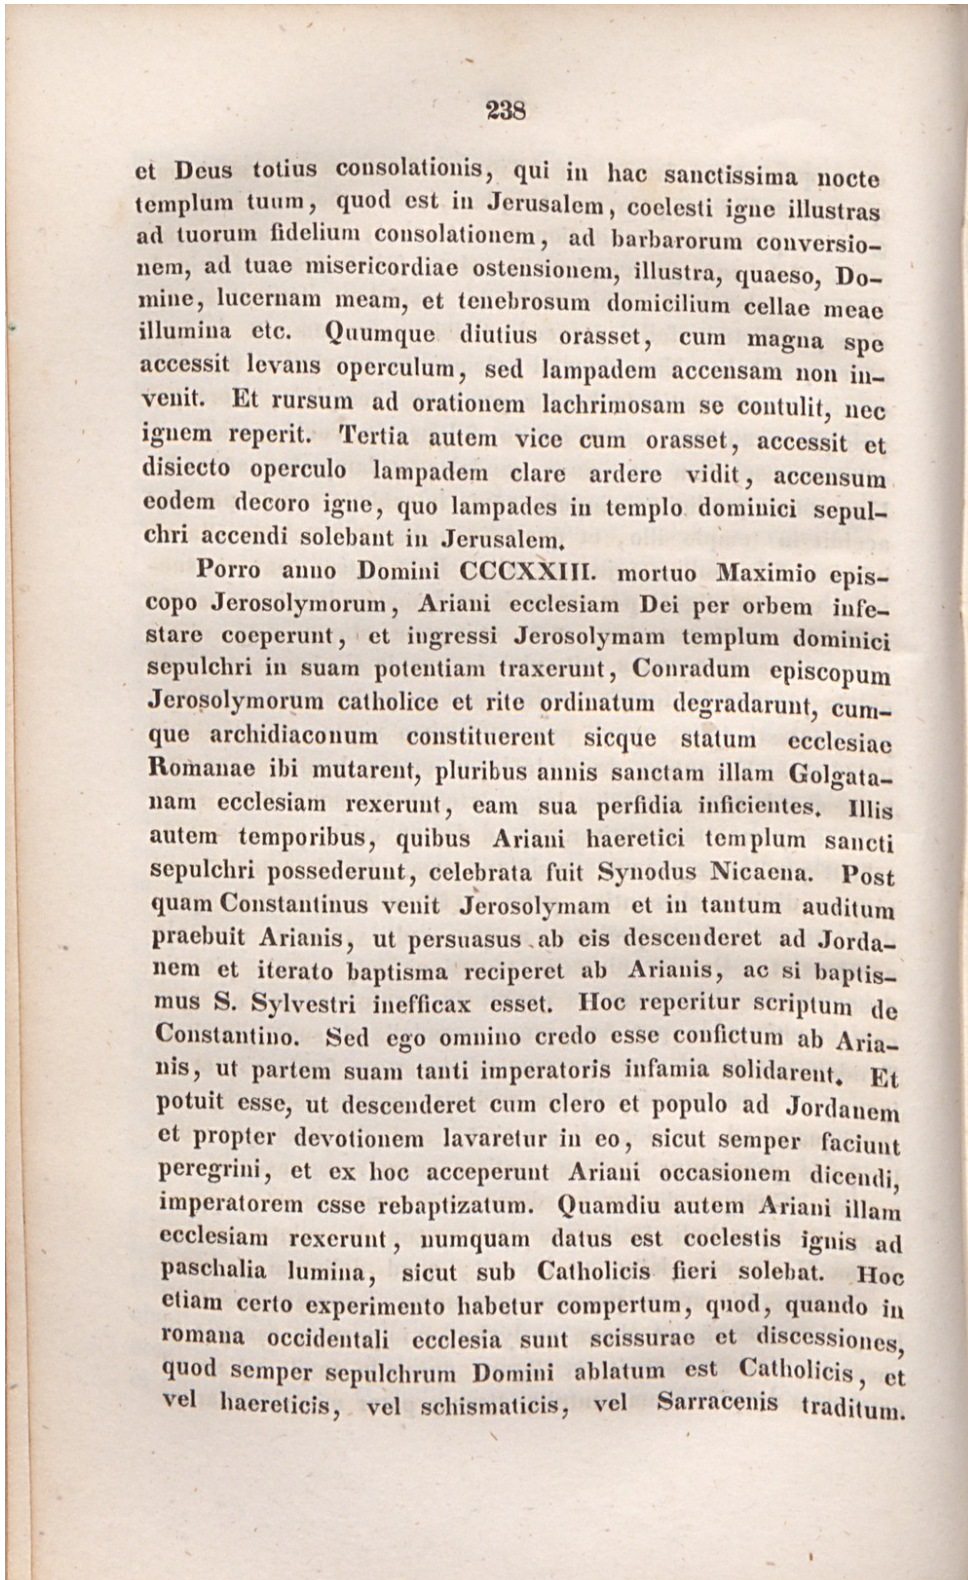 238
et Deus totius consolationis, qui in hac sanctissima nocte
templum tuum, quod est in Jerusalem, coelesti igne illustras
ad tuorum fidelium consolationem, ad barbarorum conversio-
nem, ad tuae misericordiae ostensionem, illustra, quaeso, Do-
mine, lucernam meam, et tenebrosum domicilium cellae meae
illumina etc. Quumque diutius orasset, cum magna spe
accessit levans operculum, sed lampadem accensam non in-
venit. Et rursum ad orationem lachrimosam se contulit, nec
ignem reperit. Tertia autem vice cum orasset, accessit et
disiecto operculo lampadem clare ardere vidit, accensum
eodem decoro igne, quo lampades in templo dominici sepul-
chri accendi solebant in Jerusalem.
Porro anno Domini CCCXXIII. mortuo Maximio epis-
copo Jerosolymorum, Ariani ecclesiam Dei per orbem infe-
stare coeperunt, et ingressi Jerosolymam templum dominici
sepulchri in suam potentiam traxerunt, Conradum episcopum
Jerosolymorum catholice et rite ordinatum degradarunt, cum-
que archidiaconum constituerent sicque statum ecclesiae
Romanae ibi mutarent, pluribus annis sanctam illam Golgata-
nam ecclesiam rexerunt, eam sua perfidia inficientes. Illis
autem temporibus, quibus Ariani haeretici templum sancti
sepulchri possederunt, celebrata fuit Synodus Nicaena. Post
quam Constantinus venit Jerosolymam et in tantum auditum
praebuit Arianis, ut persuasus ab eis descenderet ad Jorda-
nem et iterato baptisma reciperet ab Arianis, ac si baptis-
mus S. Sylvestri inefficax esset. Hoc reperitur scriptum de
Constantino. Sed ego omnino credo esse confictum ab Aria-
nis, ut partem suam tanti imperatoris infamia solidarent. Et
potuit esse, ut descenderet cum clero et populo ad Jordanem
et propter devotionem lavaretur in eo, sicut semper faciunt
peregrini, et ex hoc acceperunt Ariani occasionem dicendi,
imperatorem esse rebaptizatum. Quamdiu autem Ariani illam
ecclesiam rexerunt, numquam datus est coelestis ignis ad
paschalia lumina, sicut sub Catholicis fieri solebat. Hoc
etiam certo experimento habetur compertum, quod, quando in
romana occidentali ecclesia sunt scissurae et discessiones,
quod semper sepulchrum Domini ablatum est Catholicis, et
vel haereticis, vel schismaticis, vel Sarracenis traditum.